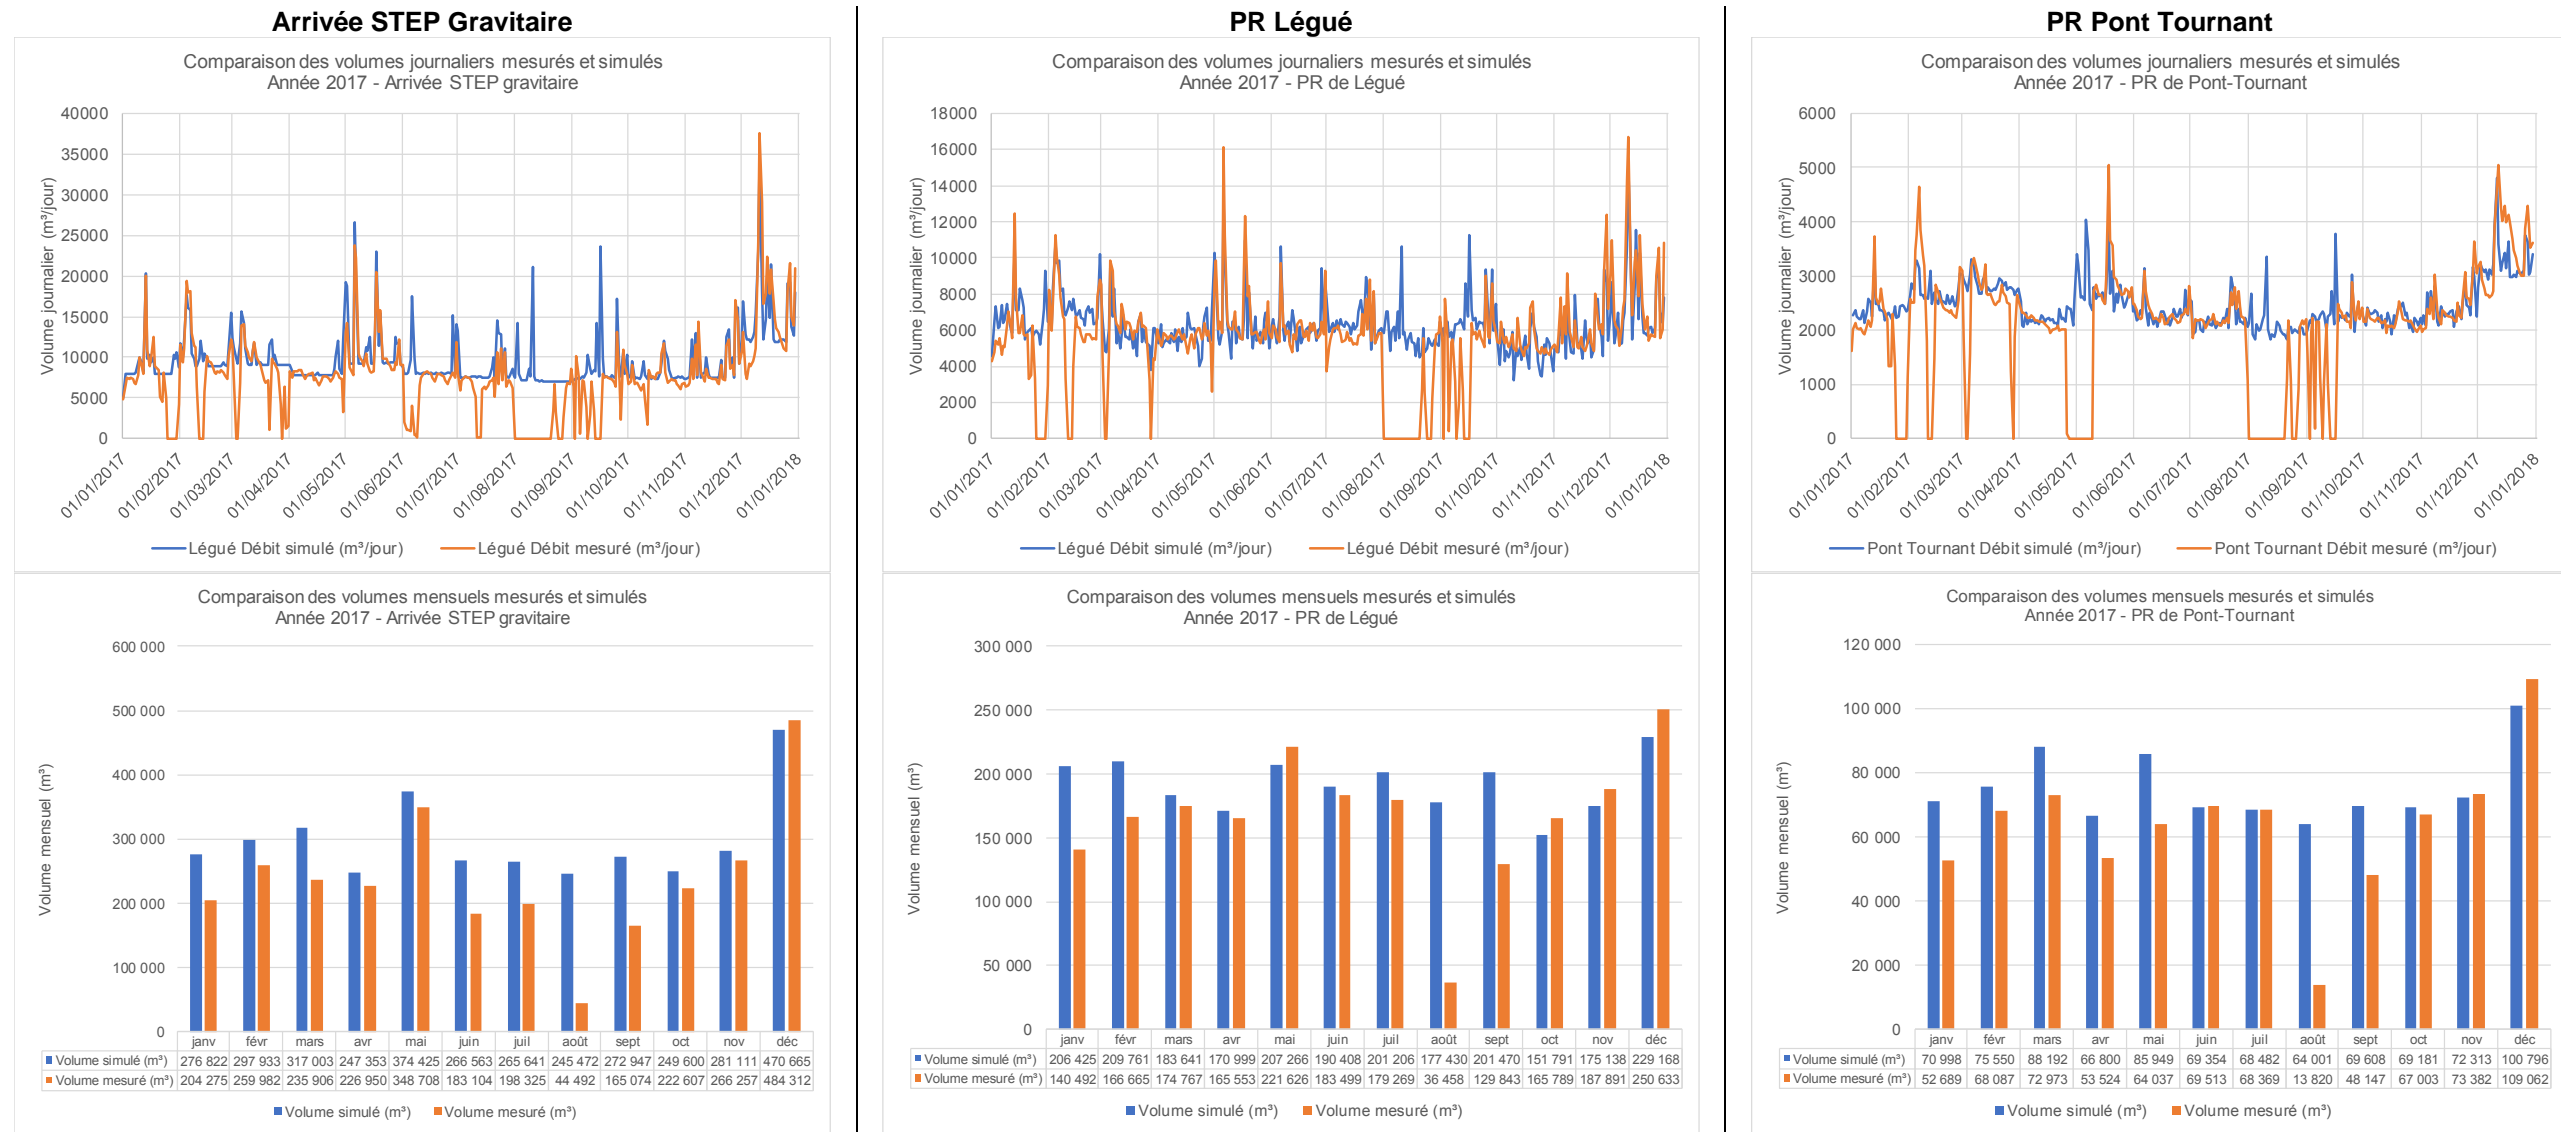 Arrivée STEP Gravitaire
Comparaison des volumes journaliers mesurés et simulés
Année 2017 - Arrivée STEP gravitaire
Volume journalier (m³/jour)
40000
35000
30000
25000
20000
15000
10000
5000
0
01/01/2017
01/02/2017
01/03/2017
01/04/2017
01/05/2017
01/06/2017
01/07/2017
01/08/2017
01/09/2017
01/10/2017
01/11/2017
01/12/2017
01/01/2018
Légué Débit simulé (m³/jour) Légué Débit mesuré (m³/jour)
Comparaison des volumes mensuels mesurés et simulés
Année 2017 - Arrivée STEP gravitaire
Volume mensuel (m³)
600 000
500 000
400 000
300 000
200 000
100 000
0
janv févr mars avr mai juin juil août sept oct nov déc
Volume simulé (m³) 276 822 297 933 317 003 247 353 374 425 266 563 265 641 245 472 272 947 249 600 281 111 470 665
Volume mesuré (m³) 204 275 259 982 235 906 226 950 348 708 183 104 198 325 44 492 165 074 222 607 266 257 484 312
Volume simulé (m³) Volume mesuré (m³)
PR Légué
Comparaison des volumes journaliers mesurés et simulés
Année 2017 - PR de Légué
Volume journalier (m³/jour)
18000
16000
14000
12000
10000
8000
6000
4000
2000
0
01/01/2017
01/02/2017
01/03/2017
01/04/2017
01/05/2017
01/06/2017
01/07/2017
01/08/2017
01/09/2017
01/10/2017
01/11/2017
01/12/2017
01/01/2018
Légué Débit simulé (m³/jour) Légué Débit mesuré (m³/jour)
Comparaison des volumes mensuels mesurés et simulés
Année 2017 - PR de Légué
Volume mensuel (m³)
300 000
250 000
200 000
150 000
100 000
50 000
0
janv févr mars avr mai juin juil août sept oct nov déc
Volume simulé (m³) 206 425 209 761 183 641 170 999 207 266 190 408 201 206 177 430 201 470 151 791 175 138 229 168
Volume mesuré (m³) 140 492 166 665 174 767 165 553 221 626 183 499 179 269 36 458 129 843 165 789 187 891 250 633
Volume simulé (m³) Volume mesuré (m³)
PR Pont Tournant
Comparaison des volumes journaliers mesurés et simulés
Année 2017 - PR de Pont-Tournant
Volume journalier (m³/jour)
6000
5000
4000
3000
2000
1000
0
01/01/2017
01/02/2017
01/03/2017
01/04/2017
01/05/2017
01/06/2017
01/07/2017
01/08/2017
01/09/2017
01/10/2017
01/11/2017
01/12/2017
01/01/2018
Pont Tournant Débit simulé (m³/jour) Pont Tournant Débit mesuré (m³/jour)
Comparaison des volumes mensuels mesurés et simulés
Année 2017 - PR de Pont-Tournant
Volume mensuel (m³)
120 000
100 000
80 000
60 000
40 000
20 000
0
janv févr mars avr mai juin juil août sept oct nov déc
Volume simulé (m³) 70 998 75 550 88 192 66 800 85 949 69 354 68 482 64 001 69 608 69 181 72 313 100 796
Volume mesuré (m³) 52 689 68 087 72 973 53 524 64 037 69 513 68 369 13 820 48 147 67 003 73 382 109 062
Volume simulé (m³) Volume mesuré (m³)